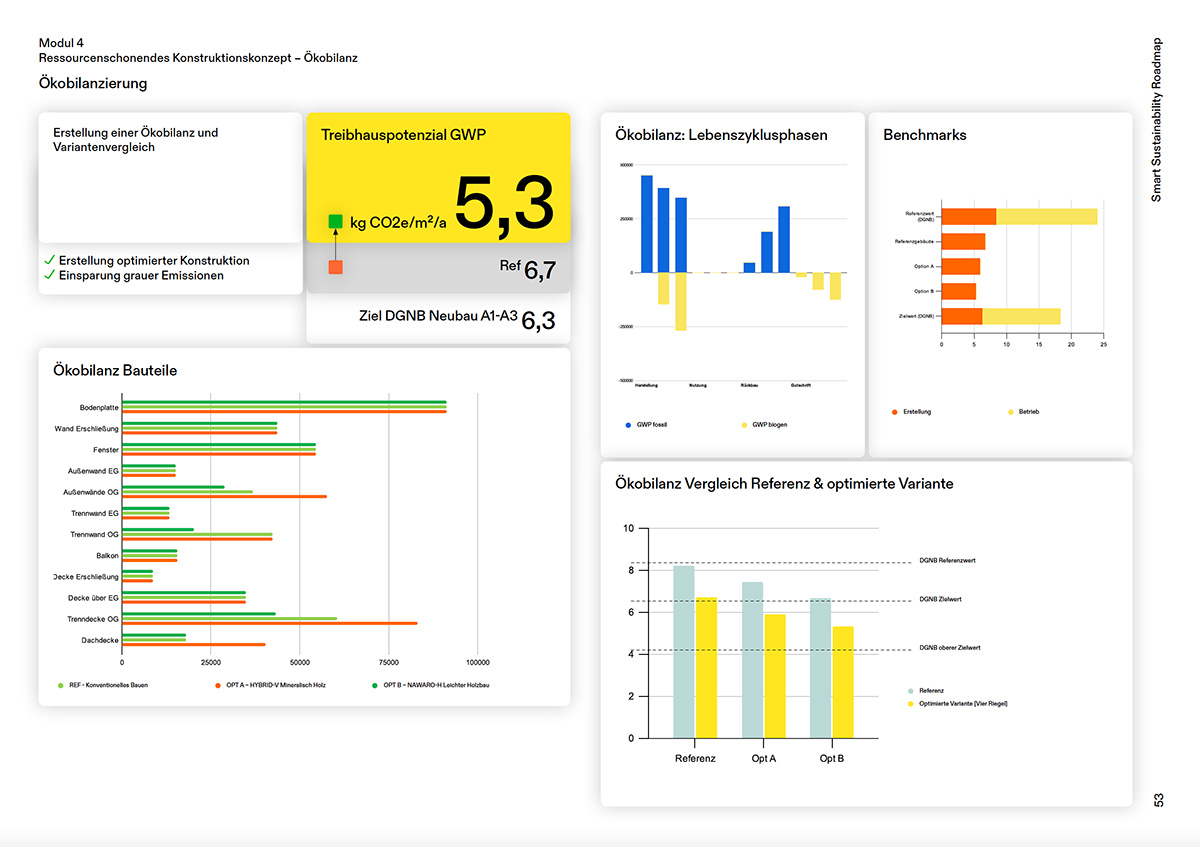 Modul 4
Ressourcenschonendes Konstruktionskonzept – Ökobilanz
Ökobilanzierung
Smart Sustainability Roadmap
Erstellung einer Ökobilanz und
Variantenvergleich
Erstellung optimierter Konstruktion
Einsparung grauer Emissionen
Treibhauspotenzial GWP
kg CO2e/m²/a 5,3
Ref 6,7
Ziel DGNB Neubau A1-A3 6,3
Ökobilanz Bauteile
Bodenplatte
Wand Erschließung
Fenster
Außenwand EG
Außenwände OG
Trennwand EG
Trennwand OG
Balkon
Decke Erschließung
Decke über EG
Trenndecke OG
Dachdecke
0 25000 50000 75000 100000
REF - Konventionelles Bauen OPT A – HYBRID-V Mineralisch Holz OPT B – NAWARO-H Leichter Holzbau
Ökobilanz: Lebenszyklusphasen
50000
25000
0
-25000
-50000
Herstellung Nutzung Rückbau Gutschrift
GWP fossil GWP biogen
Benchmarks
Referenzwert
(DGNB)
Referenzgebäude
Option A
Option B
Zielwert (DGNB)
0 5 10 15 20 25
Erstellung Betrieb
Ökobilanz Vergleich Referenz & optimierte Variante
10
8
6
4
2
0
DGNB Referenzwert
DGNB Zielwert
DGNB oberer Zielwert
Referenz
Optimierte Variante [Vier Riegel]
Referenz Opt A Opt B
53